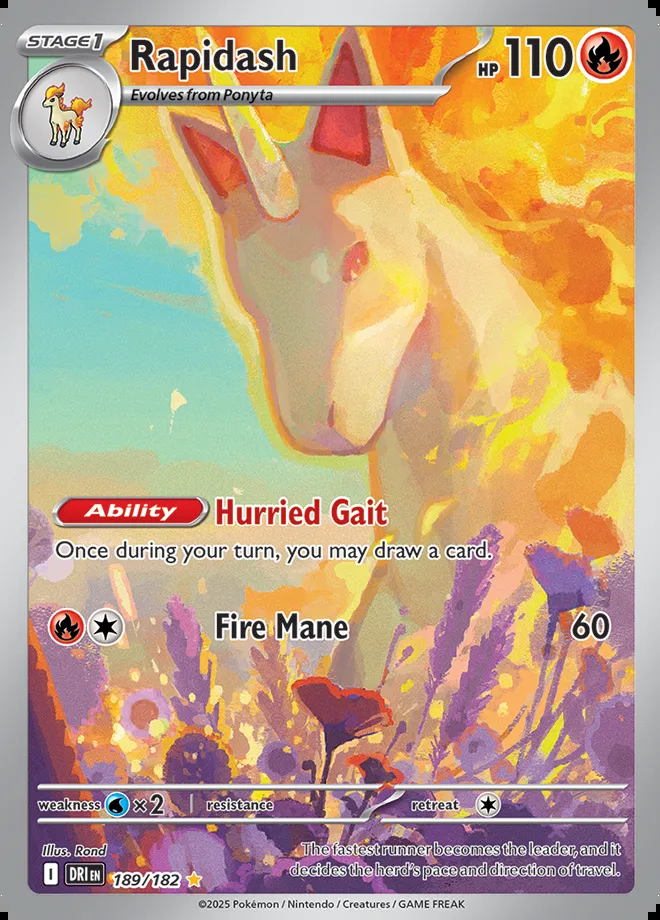 STAGE1
Rapidash
HP 110
Evolves from Ponyta
Ability Hurried Gait
Once during your turn, you may draw a card.
Fire Mane 60
weakness ×2 resistance retreat
Illus. Rond
The fastest runner becomes the leader, and it
decides the herd's pace and direction of travel.
I DRI EN 189/182
©2025 Pokémon / Nintendo / Creatures / GAME FREAK